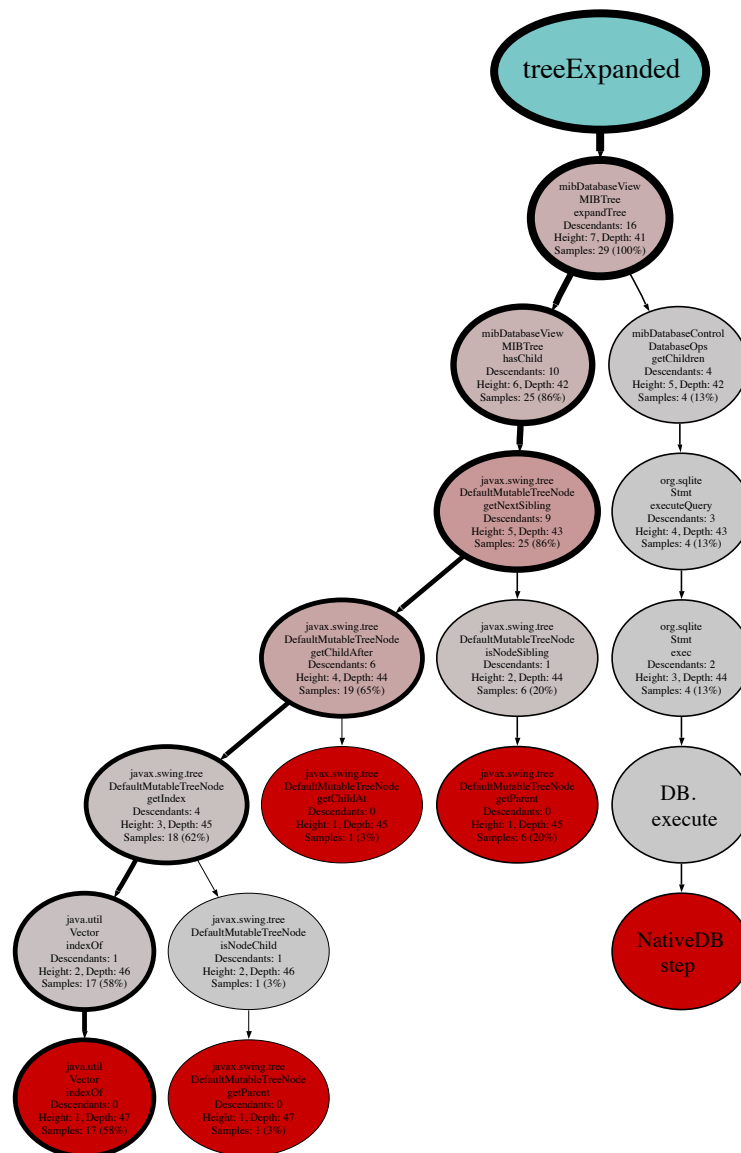 treeExpanded
mibDatabaseView
MIBTree
expandTree
Descendants: 16
Height: 7, Depth: 41
Samples: 29 (100%)
mibDatabaseView
MIBTree
hasChild
Descendants: 10
Height: 6, Depth: 42
Samples: 25 (86%)
mibDatabaseControl
DatabaseOps
getChildren
Descendants: 4
Height: 5, Depth: 42
Samples: 4 (13%)
javax.swing.tree
DefaultMutableTreeNode
getNextSibling
Descendants: 9
Height: 5, Depth: 43
Samples: 25 (86%)
org.sqlite
Stmt
executeQuery
Descendants: 3
Height: 4, Depth: 43
Samples: 4 (13%)
javax.swing.tree
DefaultMutableTreeNode
getChildAfter
Descendants: 6
Height: 4, Depth: 44
Samples: 19 (65%)
javax.swing.tree
DefaultMutableTreeNode
isNodeSibling
Descendants: 1
Height: 2, Depth: 44
Samples: 6 (20%)
org.sqlite
Stmt
exec
Descendants: 2
Height: 3, Depth: 44
Samples: 4 (13%)
javax.swing.tree
DefaultMutableTreeNode
getIndex
Descendants: 4
Height: 3, Depth: 45
Samples: 18 (62%)
javax.swing.tree
DefaultMutableTreeNode
getChildAt
Descendants: 0
Height: 1, Depth: 45
Samples: 1 (3%)
javax.swing.tree
DefaultMutableTreeNode
getParent
Descendants: 0
Height: 1, Depth: 45
Samples: 6 (20%)
DB.
execute
java.util
Vector
indexOf
Descendants: 1
Height: 2, Depth: 46
Samples: 17 (58%)
javax.swing.tree
DefaultMutableTreeNode
isNodeChild
Descendants: 1
Height: 2, Depth: 46
Samples: 1 (3%)
NativeDB
step
java.util
Vector
indexOf
Descendants: 0
Height: 1, Depth: 47
Samples: 17 (58%)
javax.swing.tree
DefaultMutableTreeNode
getParent
Descendants: 0
Height: 1, Depth: 47
Samples: 1 (3%)